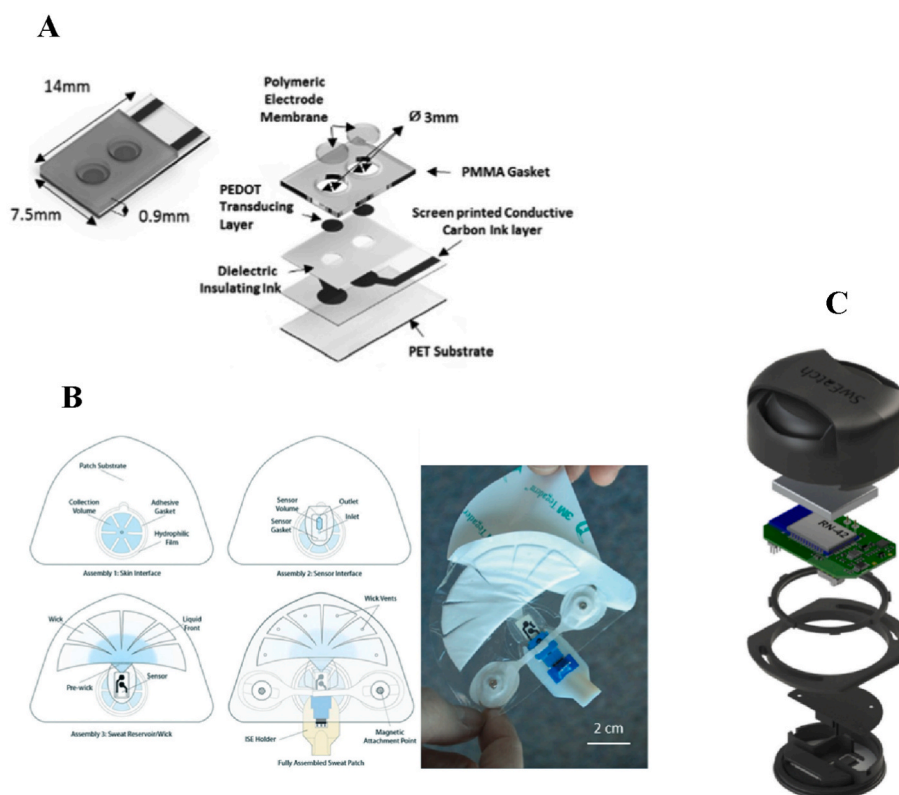 A
14mm
7.5mm
0.9mm
Polymeric
Electrode
Membrane
Ø 3mm
PMMA Gasket
PEDOT
Transducing
Layer
Screen printed Conductive
Carbon Ink layer
Dielectric
Insulating Ink
PET Substrate
B
Patch Substrate
Collection
Volume
Adhesive
Gasket
Hydrophilic
Film
Assembly 1: Skin Interface
Sensor
Volume
Outlet
Sensor
Gasket
Inlet
Assembly 2: Sensor Interface
Wick
Liquid
Front
Pre-wick
Sensor
Assembly 3: Sweat Reservoir/Wick
Wick Vents
ISE Holder
Magnetic
Attachment Point
Fully Assembled Sweat Patch
3M Tegaderm
2 cm
C
SwEatch
RN-42